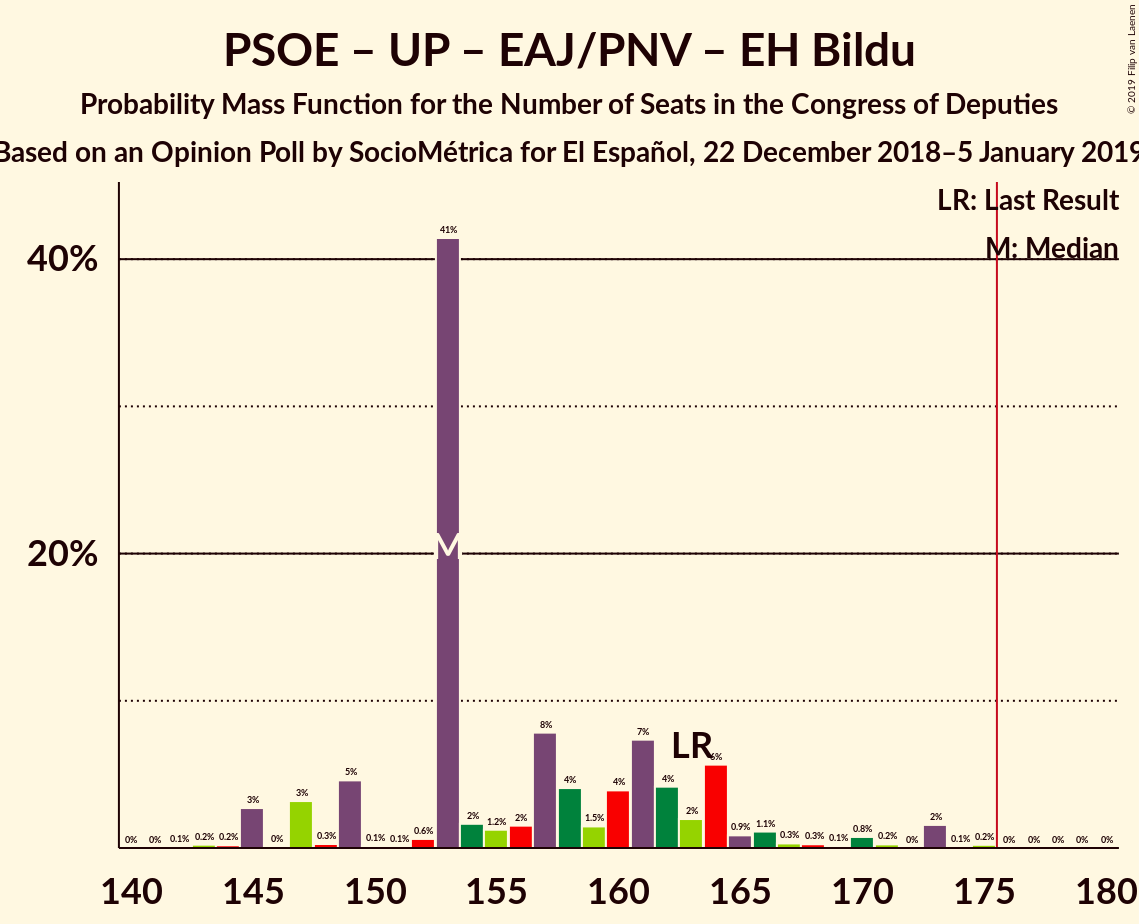 PSOE – UP – EAJ/PNV – EH Bildu
Probability Mass Function for the Number of Seats in the Congress of Deputies
Based on an Opinion Poll by SocioMétrica for El Español, 22 December 2018–5 January 2019
© 2019 Filip van Laenen
LR: Last Result
M: Median
40%
20%
0% 0% 0.1% 0.2% 0.2% 3% 0% 3% 0.3% 5% 0.1% 0.1% 0.6% 41% 2% 1.2% 2% 8% 4% 1.5% 4% 7% 4% 2% 6% 0.9% 1.1% 0.3% 0.3% 0.1% 0.8% 0.2% 0% 2% 0.1% 0.2% 0% 0% 0% 0% 0%
M
LR
140 145 150 155 160 165 170 175 180